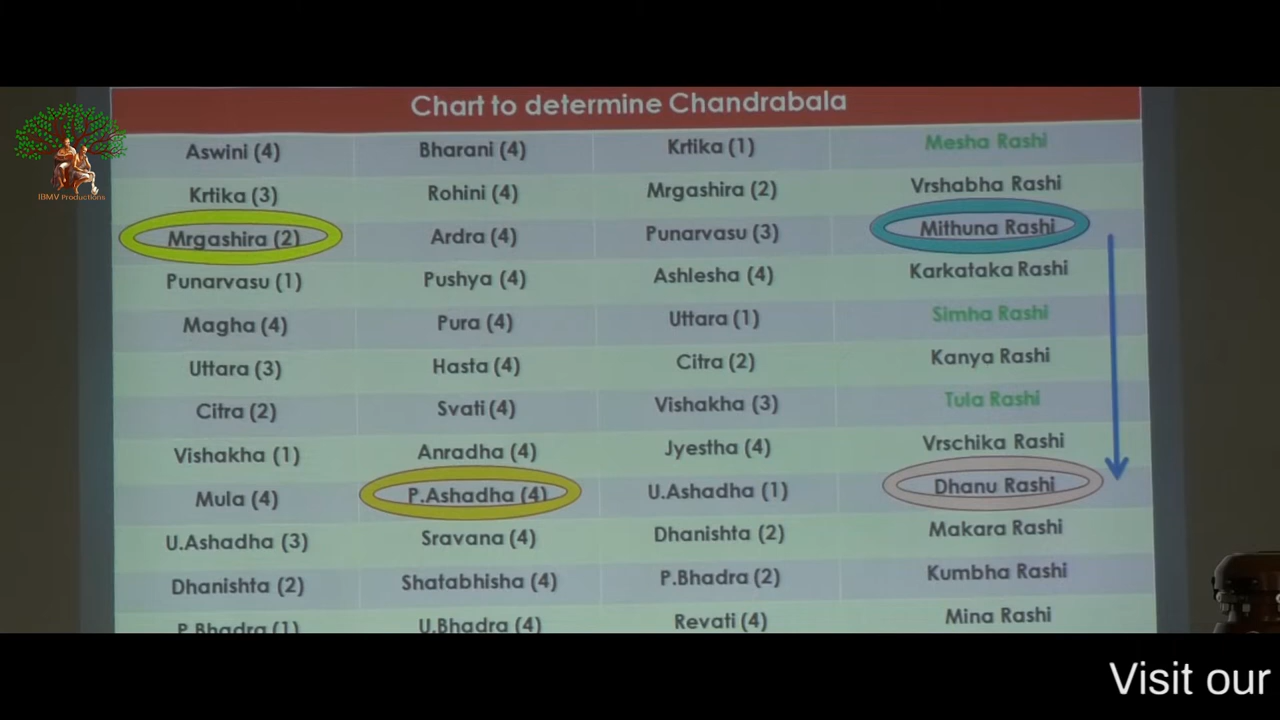 Chart to determine Chandrabala
Aswini (4) Bharani (4) Krtika (1) Mesha Rashi
Krtika (3) Rohini (4) Mrgashira (2) Vrshabha Rashi
Mrgashira (2) Ardra (4) Punarvasu (3) Mithuna Rashi
Punarvasu (1) Pushya (4) Ashlesha (4) Karkataka Rashi
Magha (4) Pura (4) Uttara (1) Simha Rashi
Uttara (3) Hasta (4) Citra (2) Kanya Rashi
Citra (2) Svati (4) Vishakha (3) Tula Rashi
Vishakha (1) Anradha (4) Jyestha (4) Vrschika Rashi
Mula (4) P.Ashadha (4) U.Ashadha (1) Dhanu Rashi
U.Ashadha (3) Sravana (4) Dhanishta (2) Makara Rashi
Dhanishta (2) Shatabhisha (4) P.Bhadra (2) Kumbha Rashi
P.Bhadra (1) U.Bhadra (4) Revati (4) Mina Rashi
IBMV Productions
Visit our